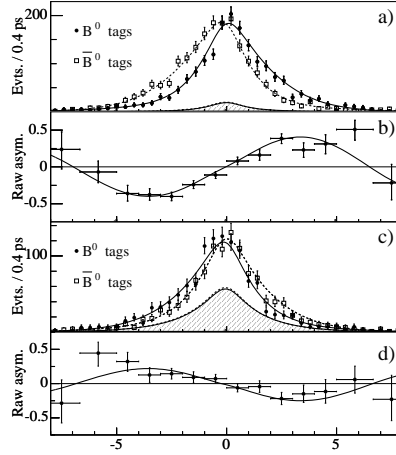 a)
Evts. / 0.4 ps
200
B⁰ tags
B̅⁰ tags
b)
Raw asym.
0.5
0
-0.5
c)
Evts. / 0.4 ps
100
B⁰ tags
B̅⁰ tags
d)
Raw asym.
0.5
0
-0.5
-5 0 5